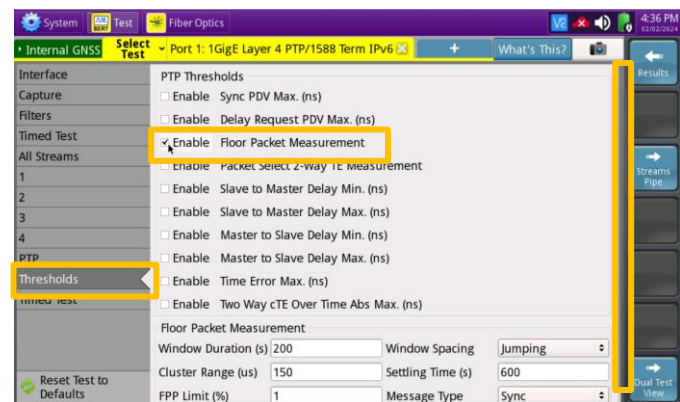 System Test Fiber Optics 4:36 PM
02/02/2024
Internal GNSS Select Test Port 1: 1GigE Layer 4 PTP/1588 Term IPv6 + What's This?
Results
Streams Pipe
Dual Test View
Interface
Capture
Filters
Timed Test
All Streams
1
2
3
4
PTP
Thresholds
Timed Test
Reset Test to
Defaults
PTP Thresholds
Enable Sync PDV Max. (ns)
Enable Delay Request PDV Max. (ns)
Enable Floor Packet Measurement
Enable Packet Select 2-Way TE Measurement
Enable Slave to Master Delay Min. (ns)
Enable Slave to Master Delay Max. (ns)
Enable Master to Slave Delay Min. (ns)
Enable Master to Slave Delay Max. (ns)
Enable Time Error Max. (ns)
Enable Two Way cTE Over Time Abs Max. (ns)
Floor Packet Measurement
Window Duration (s) 200 Window Spacing Jumping
Cluster Range (us) 150 Settling Time (s) 600
FPP Limit (%) 1 Message Type Sync